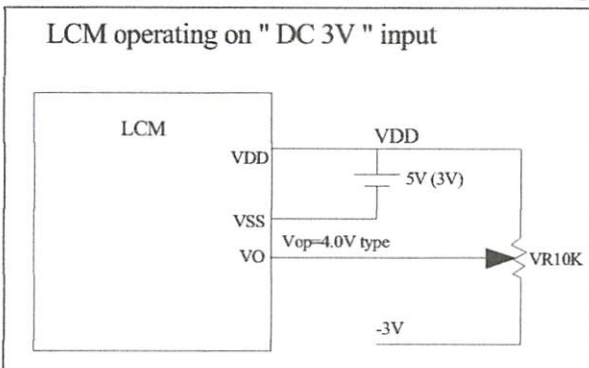 LCM operating on " DC 3V " input
LCM
VDD
VDD
5V (3V)
VSS
Vop=4.0V type
VO
VR10K
-3V